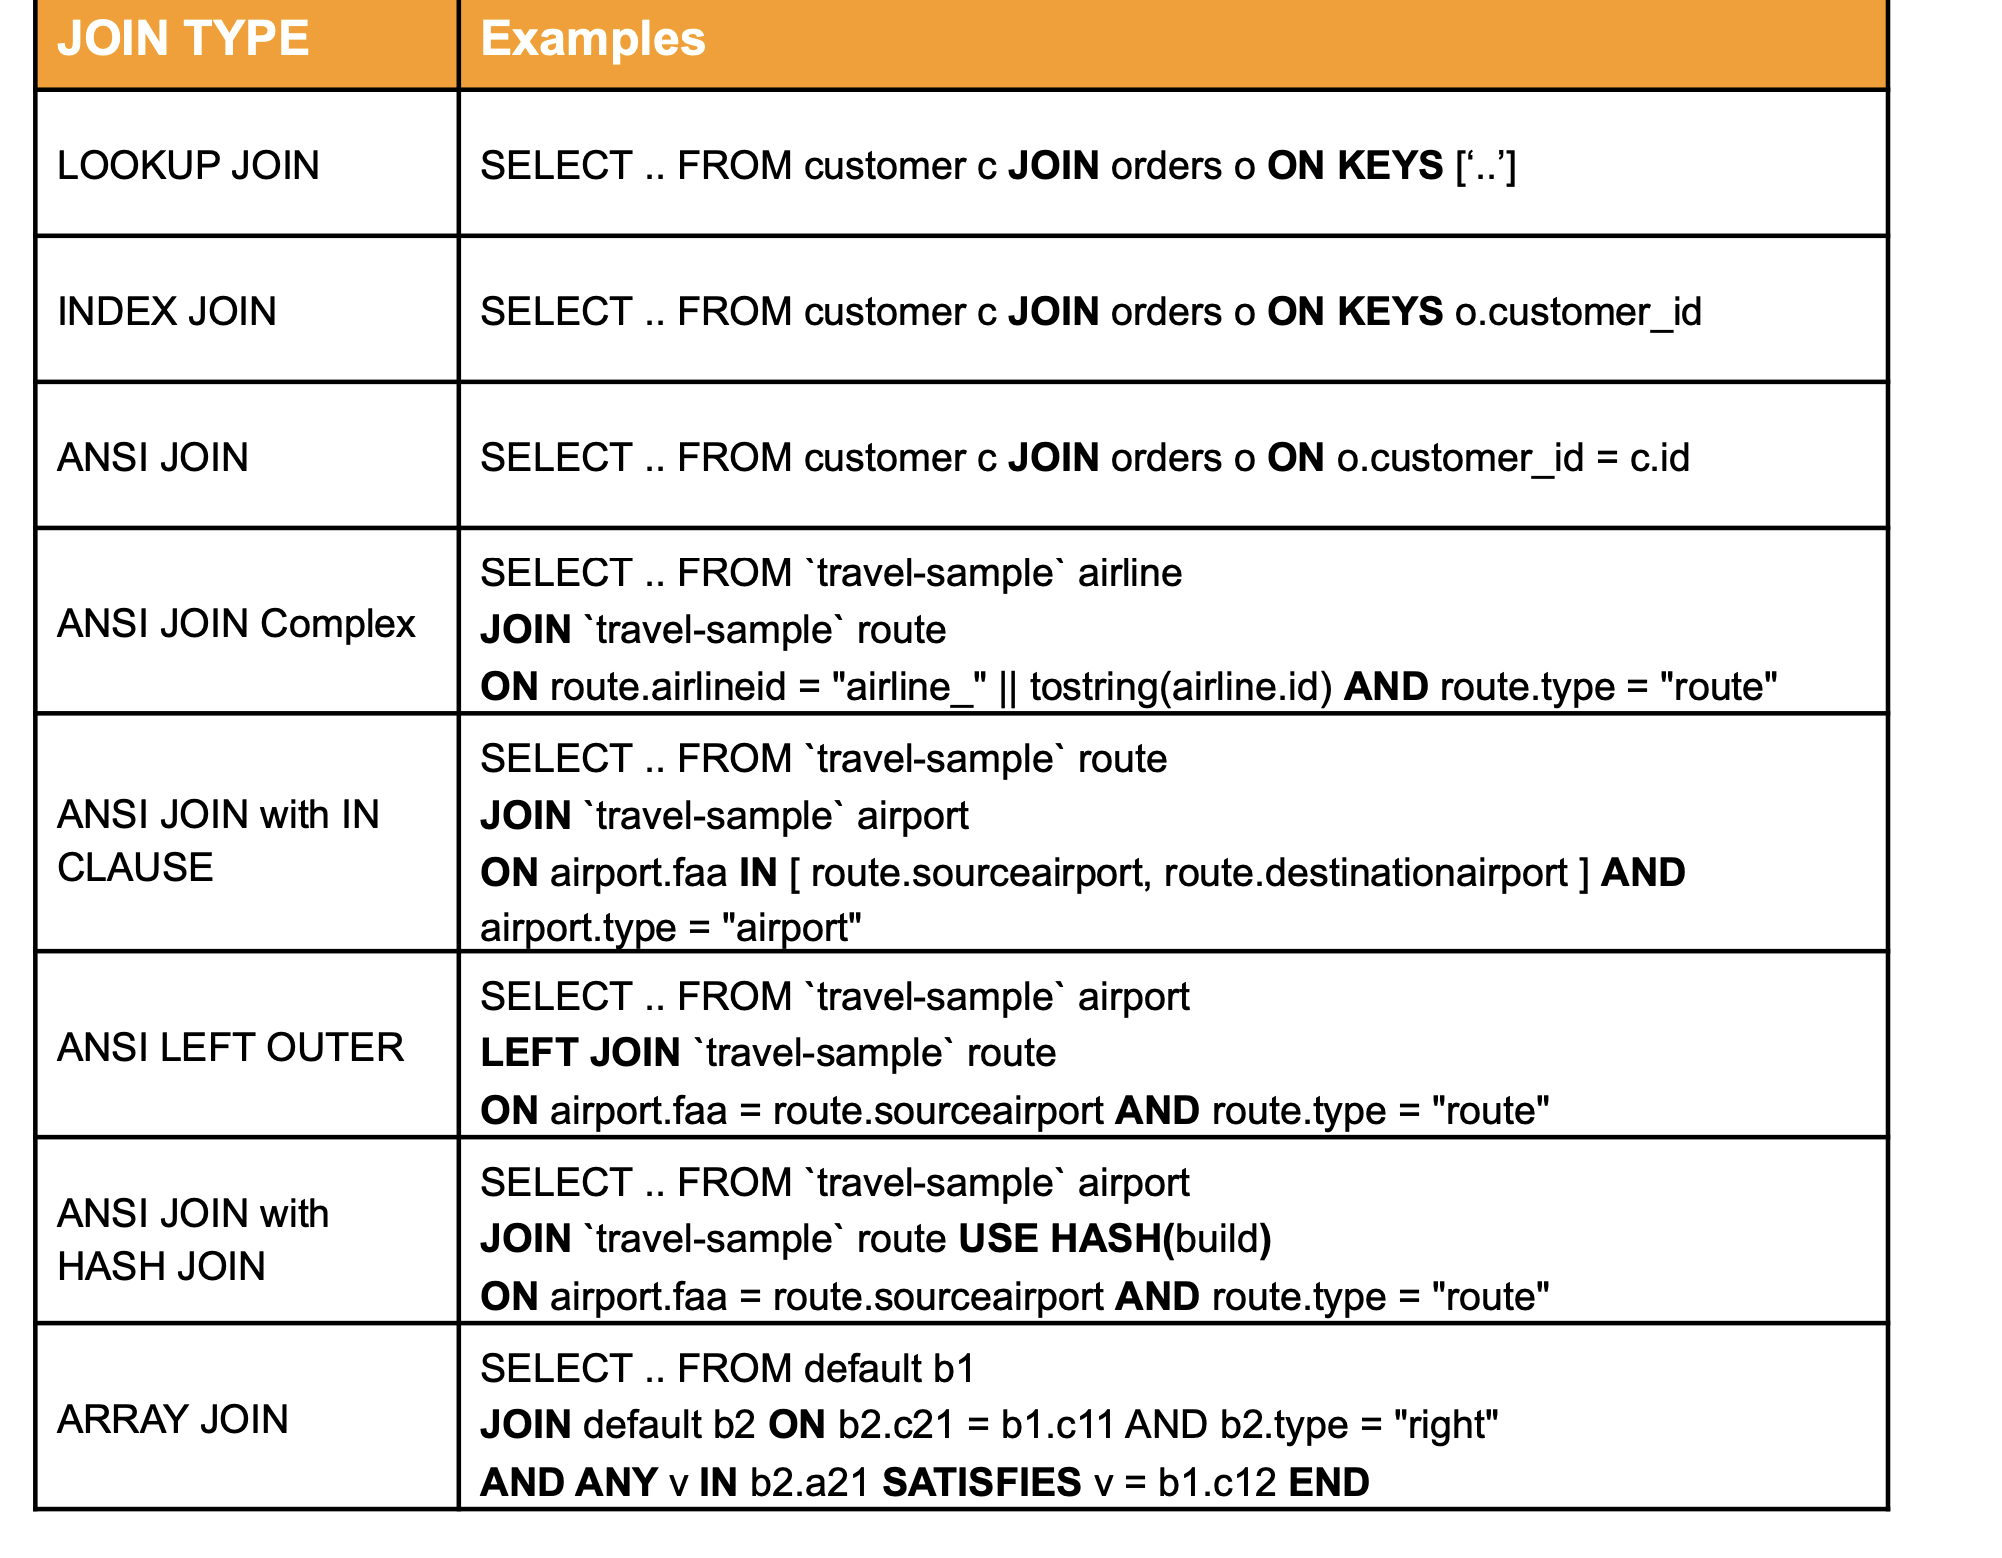 JOIN TYPE
Examples
LOOKUP JOIN
SELECT .. FROM customer c JOIN orders o ON KEYS [‘..’]
INDEX JOIN
SELECT .. FROM customer c JOIN orders o ON KEYS o.customer_id
ANSI JOIN
SELECT .. FROM customer c JOIN orders o ON o.customer_id = c.id
ANSI JOIN Complex
SELECT .. FROM `travel-sample` airline
JOIN `travel-sample` route
ON route.airlineid = "airline_" || tostring(airline.id) AND route.type = "route"
ANSI JOIN with IN
CLAUSE
SELECT .. FROM `travel-sample` route
JOIN `travel-sample` airport
ON airport.faa IN [ route.sourceairport, route.destinationairport ] AND
airport.type = "airport"
ANSI LEFT OUTER
SELECT .. FROM `travel-sample` airport
LEFT JOIN `travel-sample` route
ON airport.faa = route.sourceairport AND route.type = "route"
ANSI JOIN with
HASH JOIN
SELECT .. FROM `travel-sample` airport
JOIN `travel-sample` route USE HASH(build)
ON airport.faa = route.sourceairport AND route.type = "route"
ARRAY JOIN
SELECT .. FROM default b1
JOIN default b2 ON b2.c21 = b1.c11 AND b2.type = "right"
AND ANY v IN b2.a21 SATISFIES v = b1.c12 END